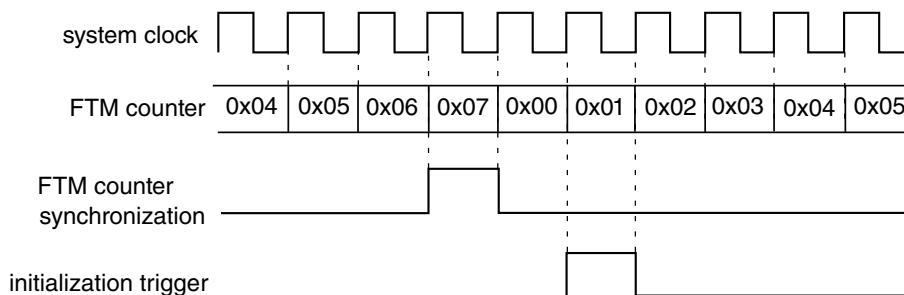 system clock
FTM counter 0x04 0x05 0x06 0x07 0x00 0x01 0x02 0x03 0x04 0x05
FTM counter
synchronization
initialization trigger